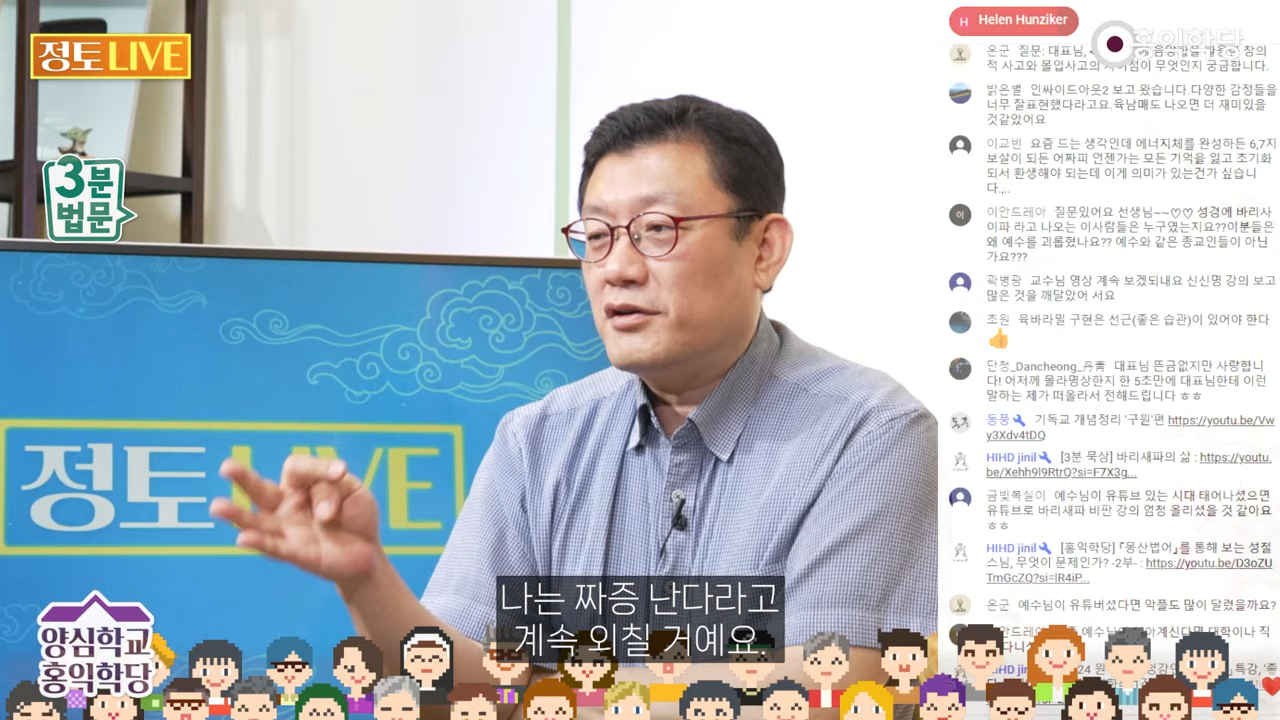 정토 LIVE
3분
법문
정토 LIVE
양심학교
홍익학당
나는 짜증 난다라고
계속 외칠 거예요.
H Helen Hunziker
홍익학당
온군 질문: 대표님, 창의
적 사고와 몰입사고의 무엇인지 궁금합니다.
밝은별 인싸이드아웃2 보고 왔습니다.다양한 감정들을
너무 잘표현했다라고요.육남매도 나오면 더 재미있을
것같았어요
이교빈 요즘 드는 생각인데 에너지체를 완성하든 6,7지
보살이 되든 어짜피 언젠가는 모든 기억을 잃고 초기화
되서 환생해야 되는데 이게 의미가 있는건가 싶습니
다.,..
이 이안드레아 질문있어요 선생님~~♡♡ 성경에 바리사
이파 라고 나오는 이사람들은 누구였는지요??이분들은
왜 예수를 괴롭혔나요?? 예수와 같은 종교인들이 아닌
가요???
곽병광 교수님 영상 계속 보겠되내요 신신명 강의 보고
많은 것을 깨달았어 서요
초원 육바라밀 구현은 선근(좋은 습관)이 있어야 한다
👍
단청_Dancheong_丹靑 대표님 뜬금없지만 사랑합니
다! 어저께 몰라명상한지 한 5초만에 대표님한테 이런
말하는 제가 떠올라서 전해드립니다 ㅎㅎ
동풍 기독교 개념정리 '구원'편 https://youtu.be/Vw
y3Xdv4tDQ
HIHD jinil [3분 묵상] 바리새파의 삶 : https://youtu.
be/Xehh9l9RtrQ?si=F7X3g...
금빛복실이 예수님이 유튜브 있는 시대 태어나셨으면
유튜브로 바리새파 비판 강의 엄청 올리셨을 것 같아요
ㅎㅎ
HIHD jinil [홍익학당] 『몽산법어』를 통해 보는 성철
스님, 무엇이 문제인가? -2부- : https://youtu.be/D3oZU
TmGcZQ?si=lR4iP...
온군 예수님이 유튜버셨다면 악플도 많이 달렸을까요?